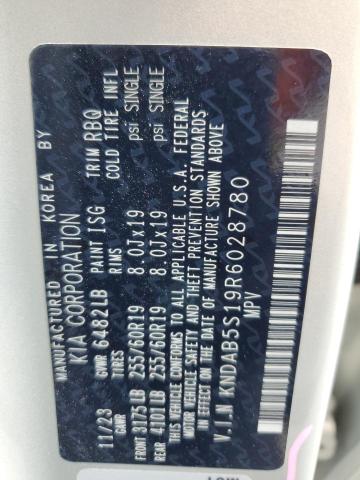 MANUFACTURED IN KOREA BY
KIA CORPORATION
11/23 GVWR 6482LB PAINT ISG TRIM RBQ
GAWR TIRES RIMS COLD TIRE INFL
FRONT 3175LB 255/60R19 8.0Jx19 psi SINGLE
REAR 4101LB 255/60R19 8.0Jx19 psi SINGLE
THIS VEHICLE CONFORMS TO ALL APPLICABLE U.S.A. FEDERAL
MOTOR VEHICLE SAFETY AND THEFT PREVENTION STANDARDS
IN EFFECT ON THE DATE OF MANUFACTURE SHOWN ABOVE.
V.I.N KNDAB5S19R6028780
MPV